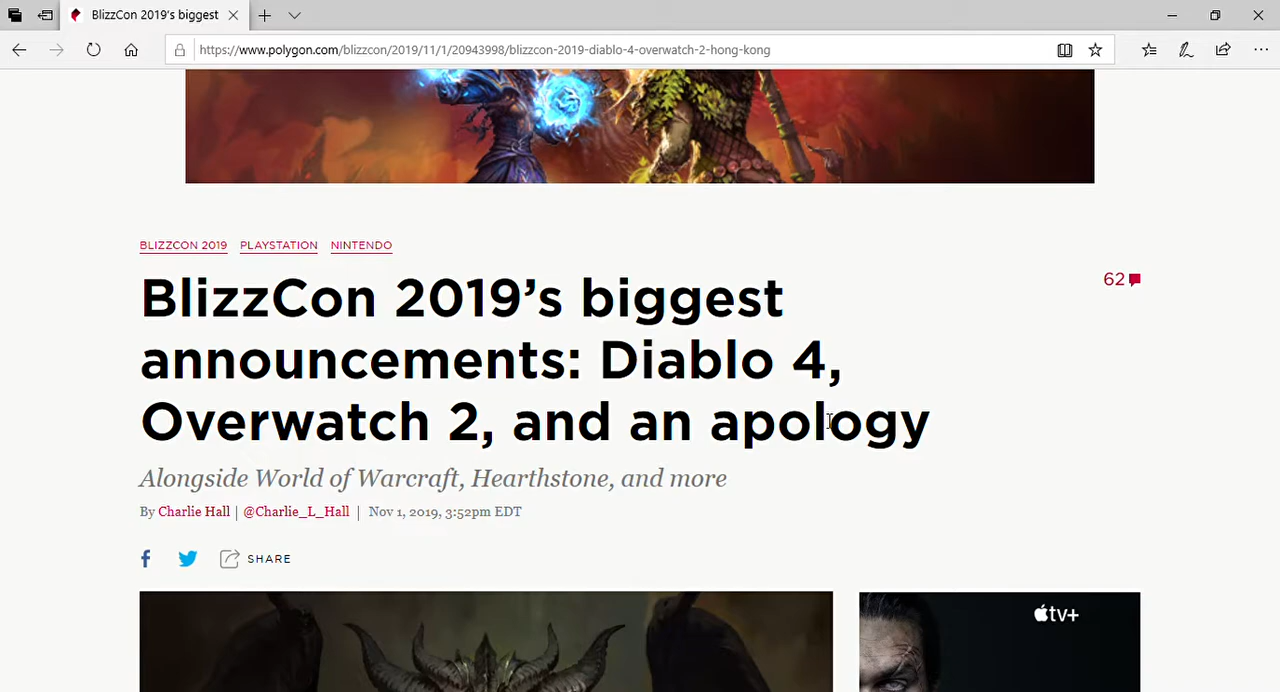 BlizzCon 2019's biggest
https://www.polygon.com/blizzcon/2019/11/1/20943998/blizzcon-2019-diablo-4-overwatch-2-hong-kong
BLIZZCON 2019 PLAYSTATION NINTENDO
62
BlizzCon 2019’s biggest
announcements: Diablo 4,
Overwatch 2, and an apology
Alongside World of Warcraft, Hearthstone, and more
By Charlie Hall | @Charlie_L_Hall | Nov 1, 2019, 3:52pm EDT
SHARE
tv+